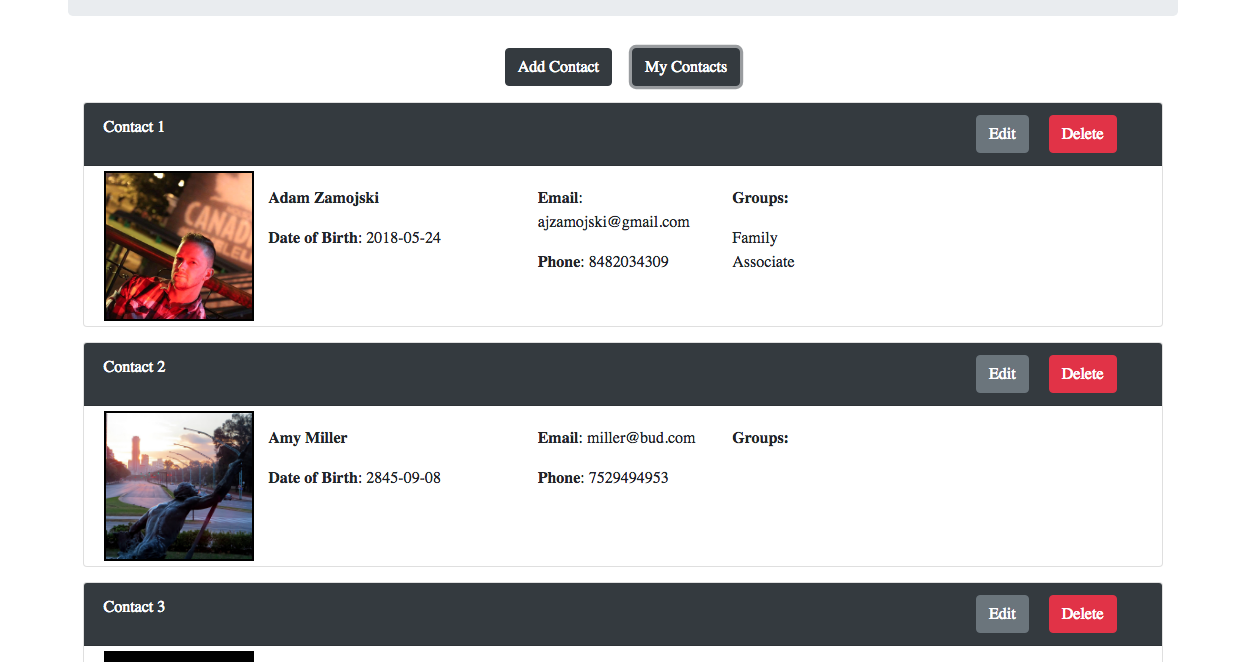 Add Contact My Contacts
Contact 1 Edit Delete
CANAD
Adam Zamojski Email: Groups:
ajzamojski@gmail.com
Date of Birth: 2018-05-24 Family
Phone: 8482034309 Associate
Contact 2 Edit Delete
Amy Miller Email: miller@bud.com Groups:
Date of Birth: 2845-09-08 Phone: 7529494953
Contact 3 Edit Delete